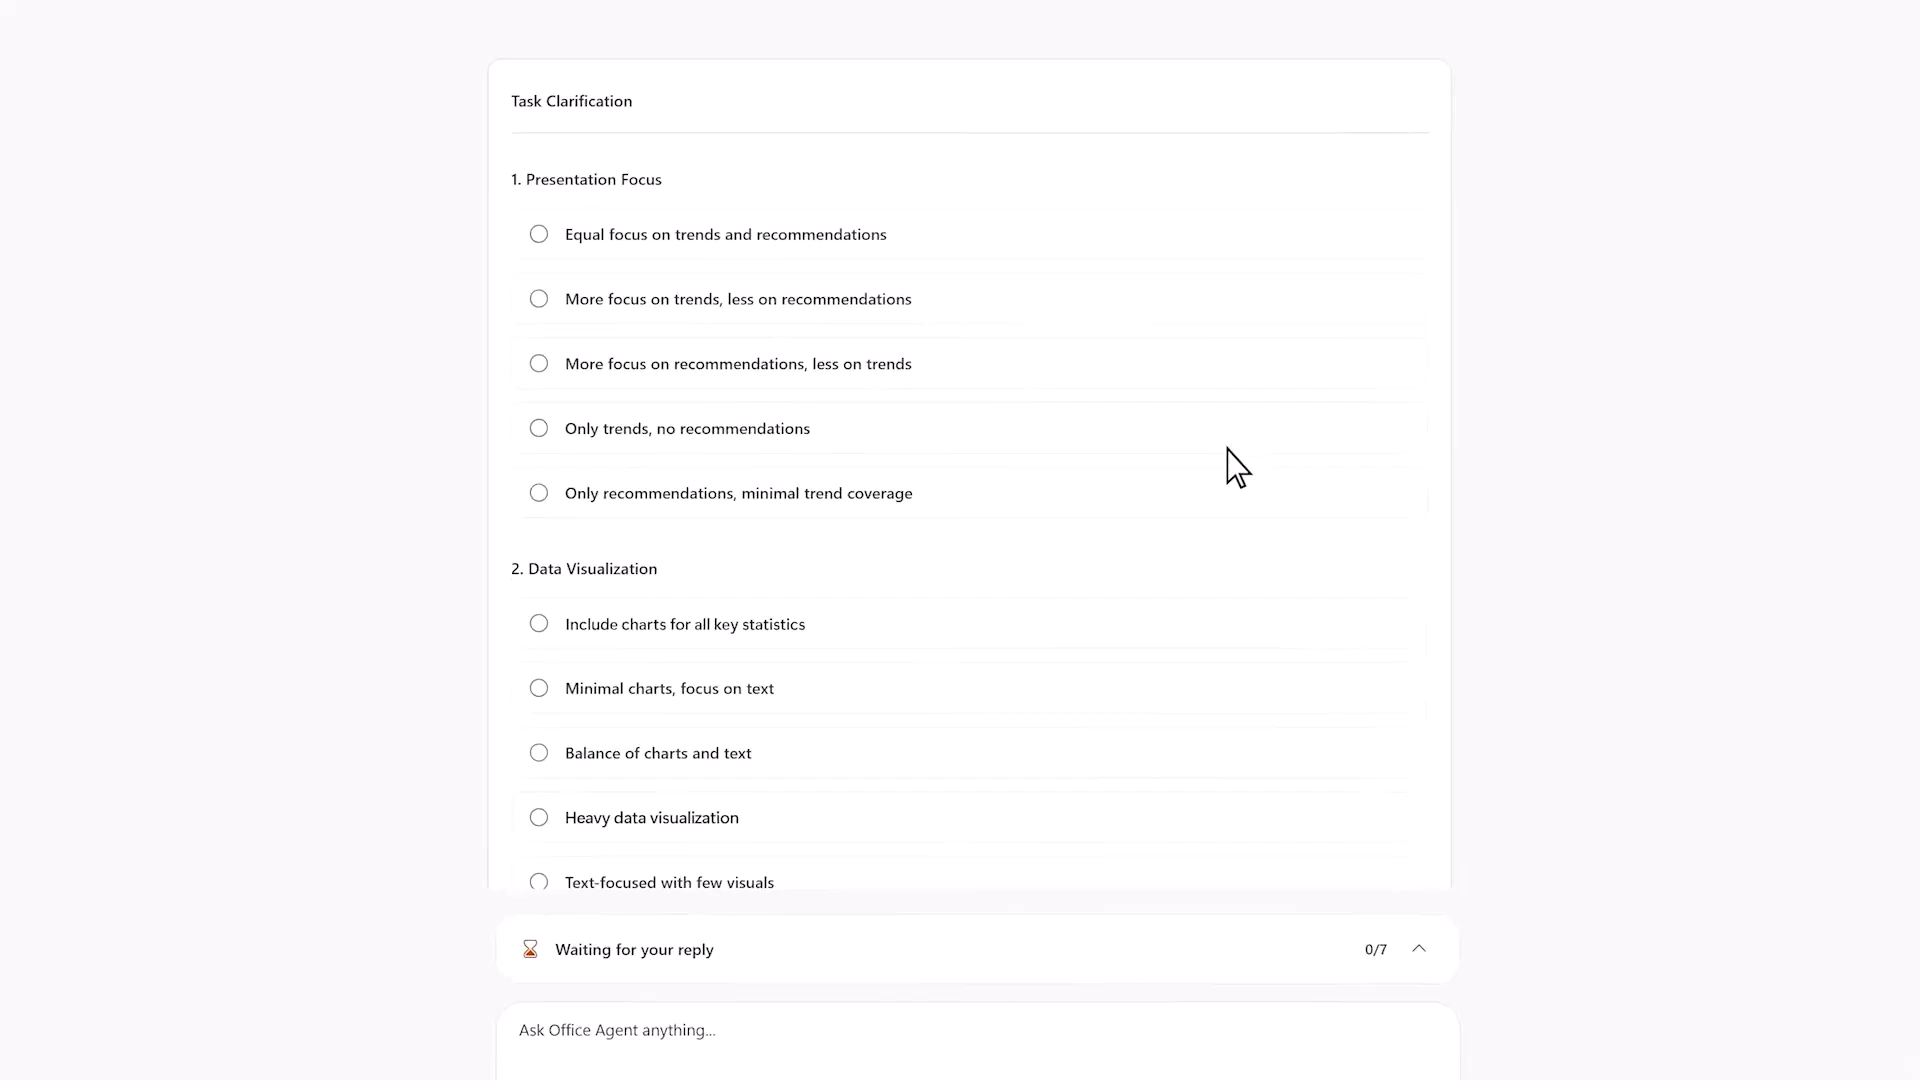 Task Clarification
1. Presentation Focus
Equal focus on trends and recommendations
More focus on trends, less on recommendations
More focus on recommendations, less on trends
Only trends, no recommendations
Only recommendations, minimal trend coverage
2. Data Visualization
Include charts for all key statistics
Minimal charts, focus on text
Balance of charts and text
Heavy data visualization
Text-focused with few visuals
Waiting for your reply 0/7
Ask Office Agent anything...